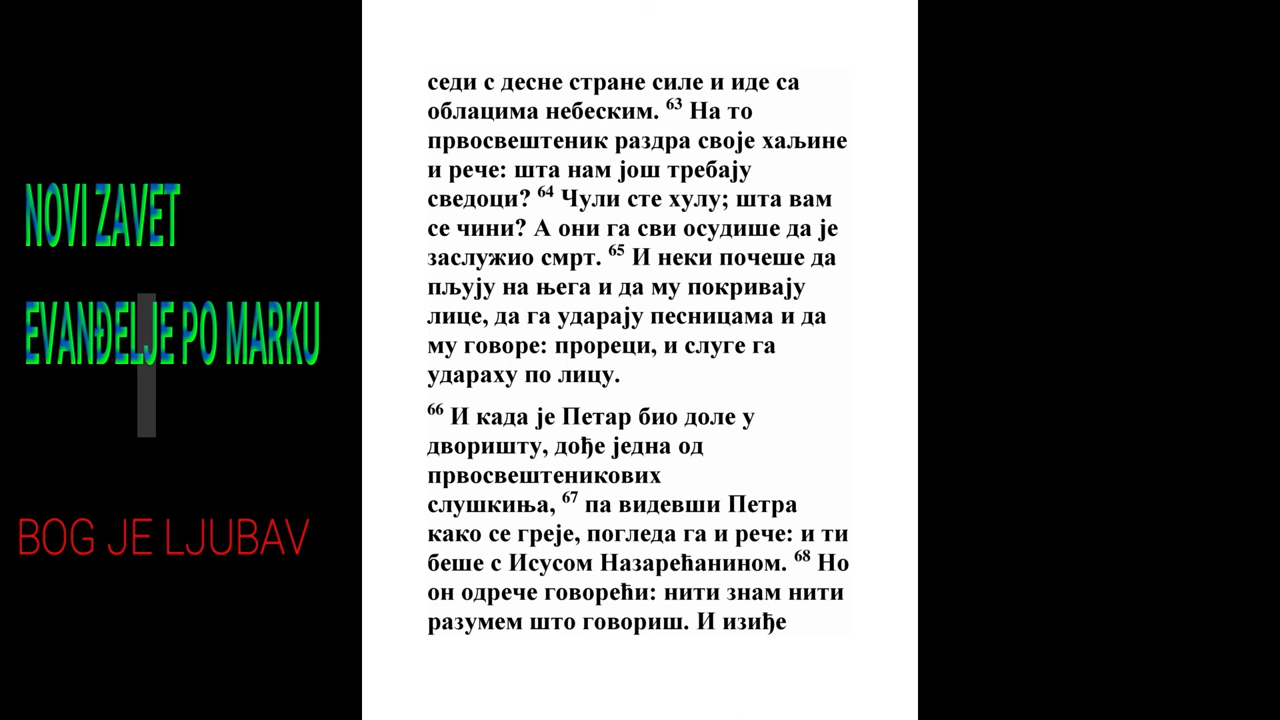 NOVI ZAVET
EVANĐELJE PO MARKU
BOG JE LJUBAV
седи с десне стране силе и иде са
облацима небеским. 63 На то
првосвештеник раздра своје хаљине
и рече: шта нам још требају
сведоци? 64 Чули сте хулу; шта вам
се чини? А они га сви осудише да је
заслужио смрт. 65 И неки почеше да
пљују на њега и да му покривају
лице, да га ударају песницама и да
му говоре: прореци, и слуге га
удараху по лицу.
66 И када је Петар био доле у
дворишту, дође једна од
првосвештеникових
слушкиња, 67 па видевши Петра
како се греје, погледа га и рече: и ти
беше с Исусом Назарећанином. 68 Но
он одрече говорећи: нити знам нити
разумем што говориш. И изиђе